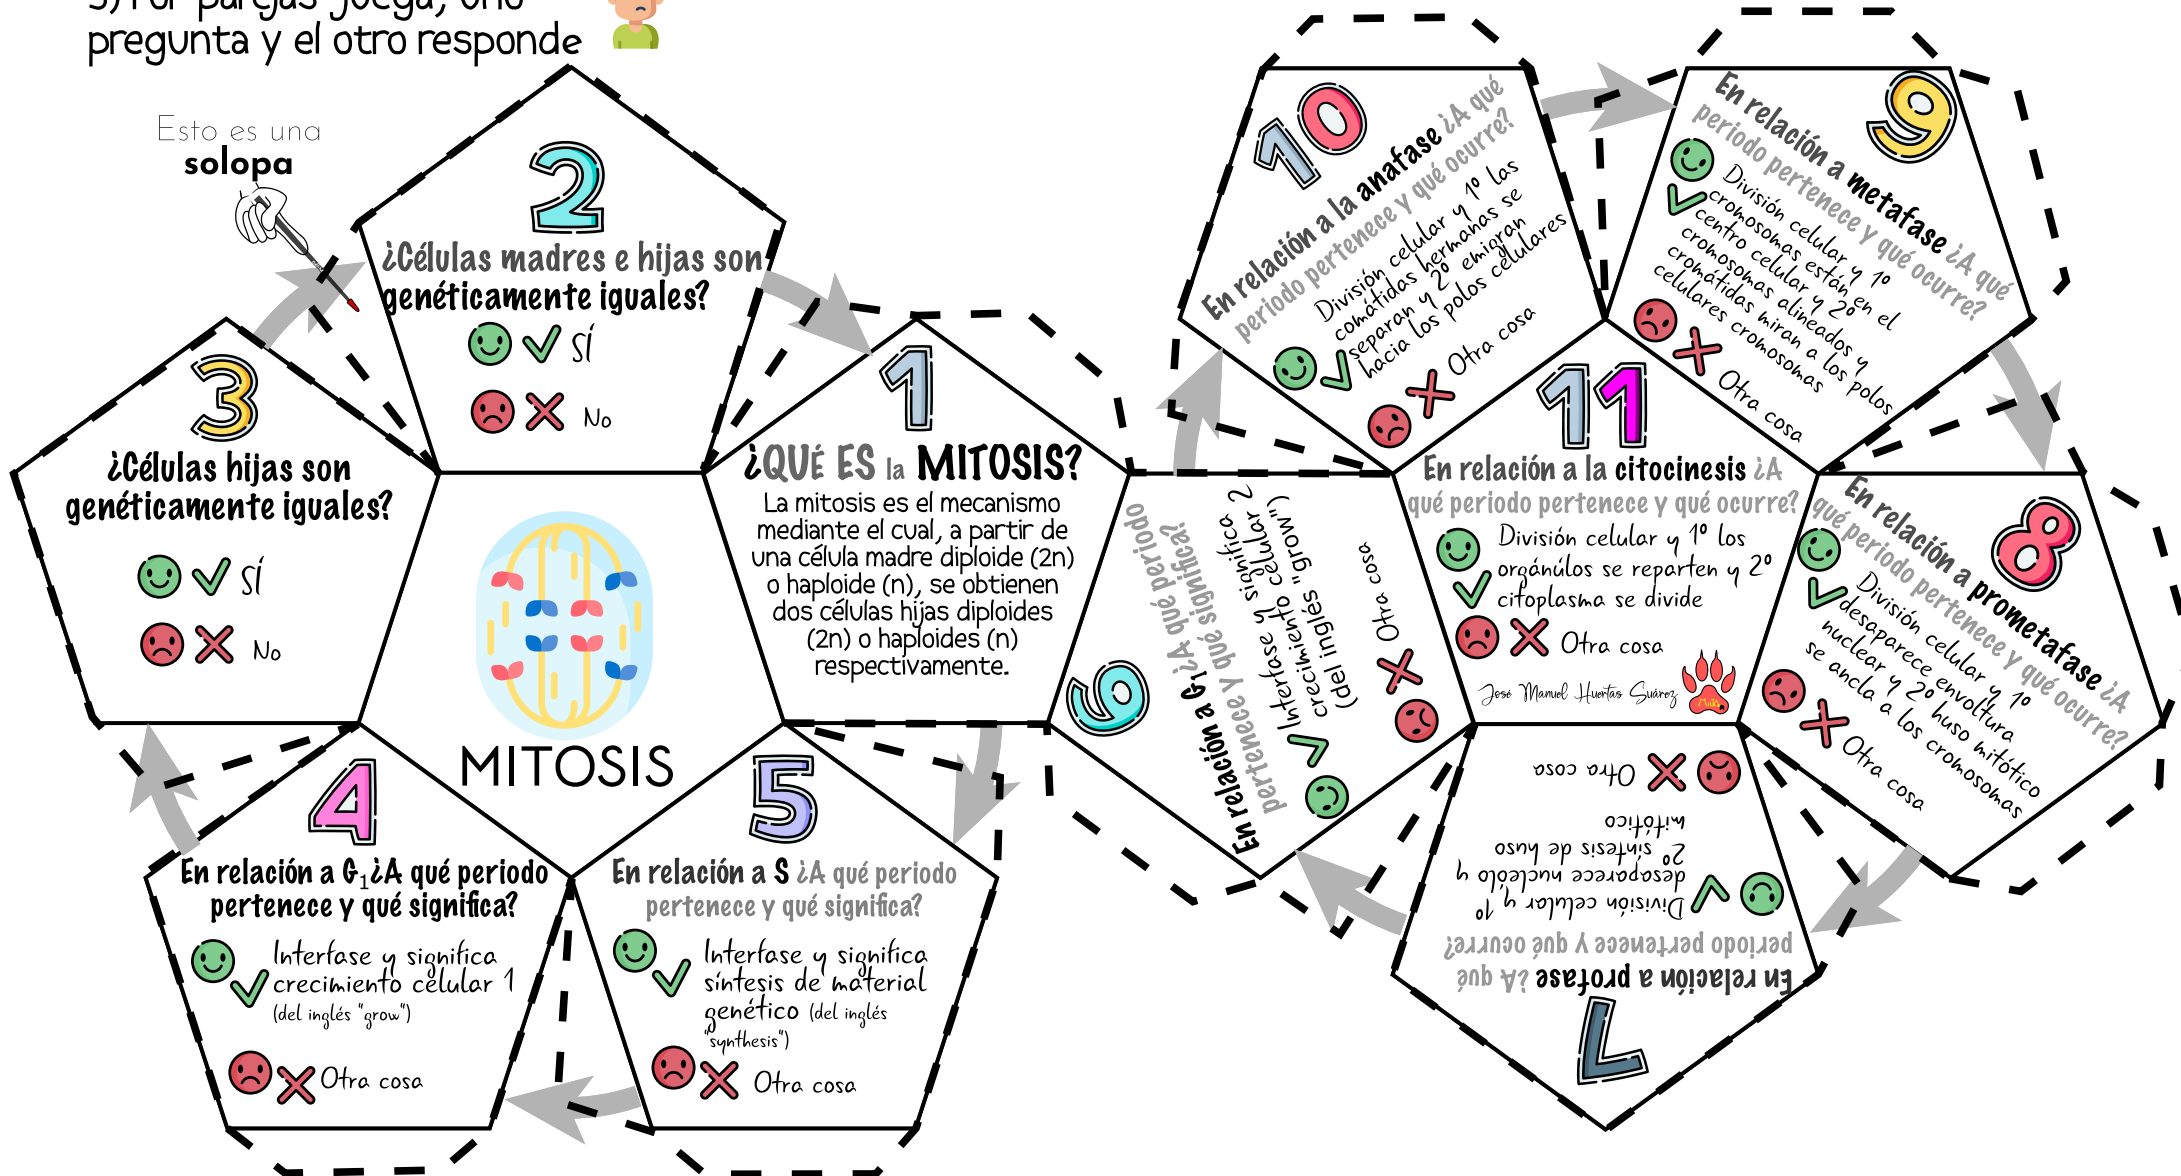 pregunta y el otro responde
Esto es una
solopa
2
¿Células madres e hijas son
genéticamente iguales?
SÍ
No
3
¿Células hijas son
genéticamente iguales?
SÍ
No
1
¿QUÉ ES la MITOSIS?
La mitosis es el mecanismo
mediante el cual, a partir de
una célula madre diploide (2n)
o haploide (n), se obtienen
dos células hijas diploides
(2n) o haploides (n)
respectivamente.
MITOSIS
4
En relación a G₁¿A qué periodo
pertenece y qué significa?
Interfase y significa
crecimiento celular 1
(del inglés "grow")
Otra cosa
5
En relación a S ¿A qué periodo
pertenece y qué significa?
Interfase y significa
síntesis de material
genético (del inglés
"synthesis")
Otra cosa
6
En relación a G₁ ¿A qué periodo
pertenece y qué significa?
Interfase y significa
crecimiento celular 2
(del inglés "grow")
Otra cosa
7
En relación a profase ¿A qué
periodo pertenece y qué ocurre?
División celular y 1º
desaparece nucleólo y
2º síntesis de huso
mitótico
Otra cosa
8
En relación a prometafase ¿A
qué periodo pertenece y qué ocurre?
División celular y 1º
desaparece envoltura
nuclear y 2º huso mitótico
se ancla a los cromosomas
Otra cosa
9
En relación a metafase ¿A qué
periodo pertenece y qué ocurre?
División celular y 1º
cromosomas están en el
centro celular y 2º
cromosomas alineados y
cromátidas miran a los polos
celulares cromosomas
Otra cosa
10
En relación a la anafase ¿A qué
periodo pertenece y qué ocurre?
División celular y 1º las
comátidas hermanas se
separan y 2º emigran
hacia los polos celulares
Otra cosa
11
En relación a la citocinesis ¿A
qué periodo pertenece y qué ocurre?
División celular y 1º los
orgánúlos se reparten y 2º
citoplasma se divide
Otra cosa
José Manuel Huertas Suárez